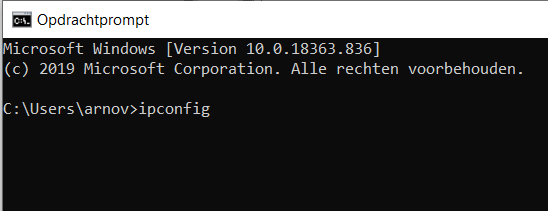 Opdrachtprompt
Microsoft Windows [Version 10.0.18363.836]
(c) 2019 Microsoft Corporation. Alle rechten voorbehouden.
C:\Users\arnov>ipconfig